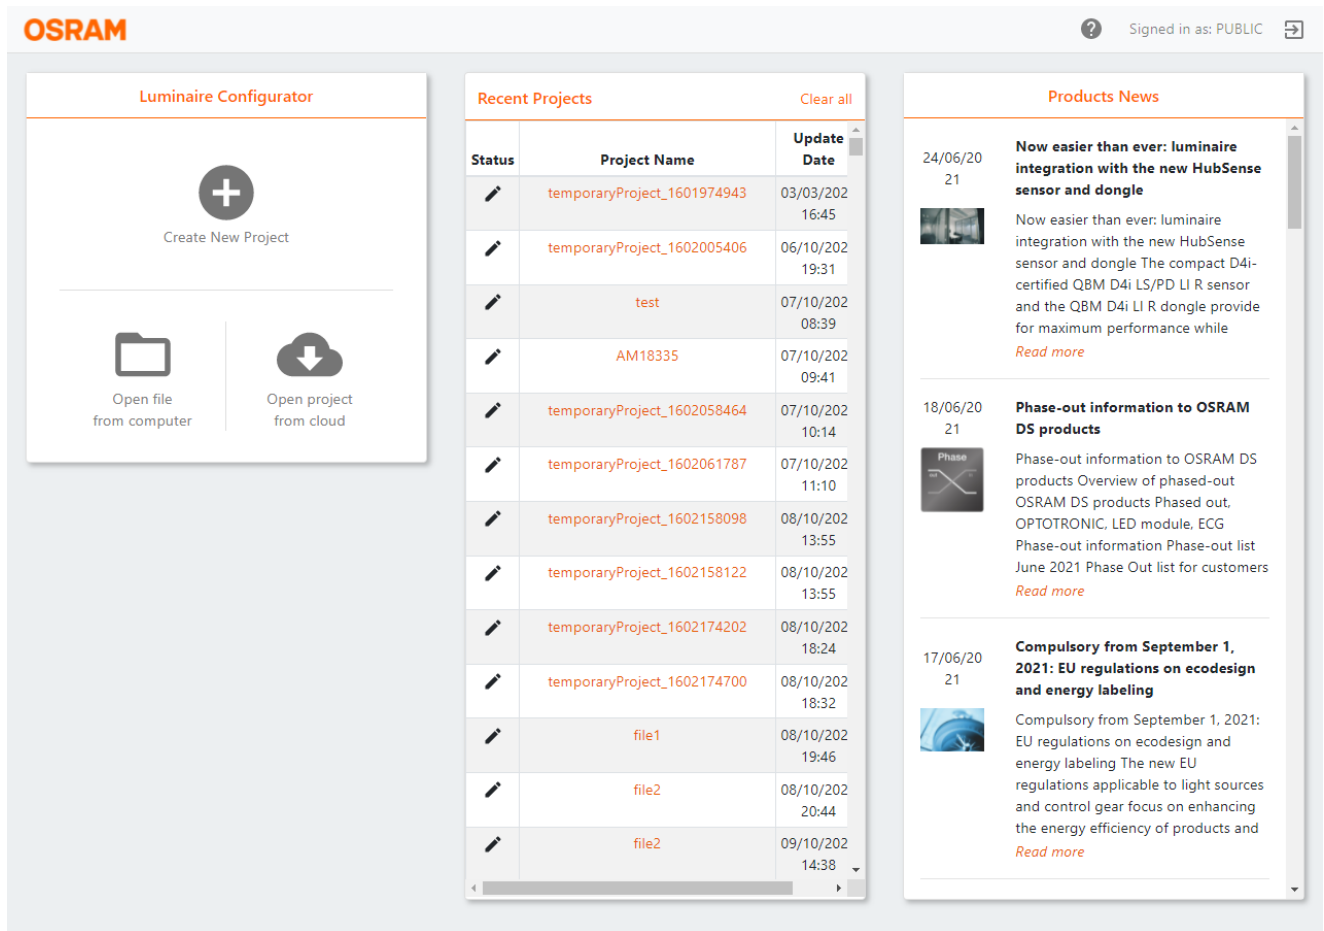 OSRAM
Signed in as: PUBLIC
Luminaire Configurator
Create New Project
Open file
from computer
Open project
from cloud
Recent Projects
Clear all
Status
Project Name
Update
Date
temporaryProject_1601974943
03/03/202
16:45
temporaryProject_1602005406
06/10/202
19:31
test
07/10/202
08:39
AM18335
07/10/202
09:41
temporaryProject_1602058464
07/10/202
10:14
temporaryProject_1602061787
07/10/202
11:10
temporaryProject_1602158098
08/10/202
13:55
temporaryProject_1602158122
08/10/202
13:55
temporaryProject_1602174202
08/10/202
18:24
temporaryProject_1602174700
08/10/202
18:32
file1
08/10/202
19:46
file2
08/10/202
20:44
file2
09/10/202
14:38
Products News
24/06/20
21
Now easier than ever: luminaire
integration with the new HubSense
sensor and dongle
Now easier than ever: luminaire
integration with the new HubSense
sensor and dongle The compact D4i-
certified QBM D4i LS/PD LI R sensor
and the QBM D4i LI R dongle provide
for maximum performance while
Read more
18/06/20
21
Phase
Phase-out information to OSRAM
DS products
Phase-out information to OSRAM DS
products Overview of phased-out
OSRAM DS products Phased out,
OPTOTRONIC, LED module, ECG
Phase-out information Phase-out list
June 2021 Phase Out list for customers
Read more
17/06/20
21
Compulsory from September 1,
2021: EU regulations on ecodesign
and energy labeling
Compulsory from September 1, 2021:
EU regulations on ecodesign and
energy labeling The new EU
regulations applicable to light sources
and control gear focus on enhancing
the energy efficiency of products and
Read more